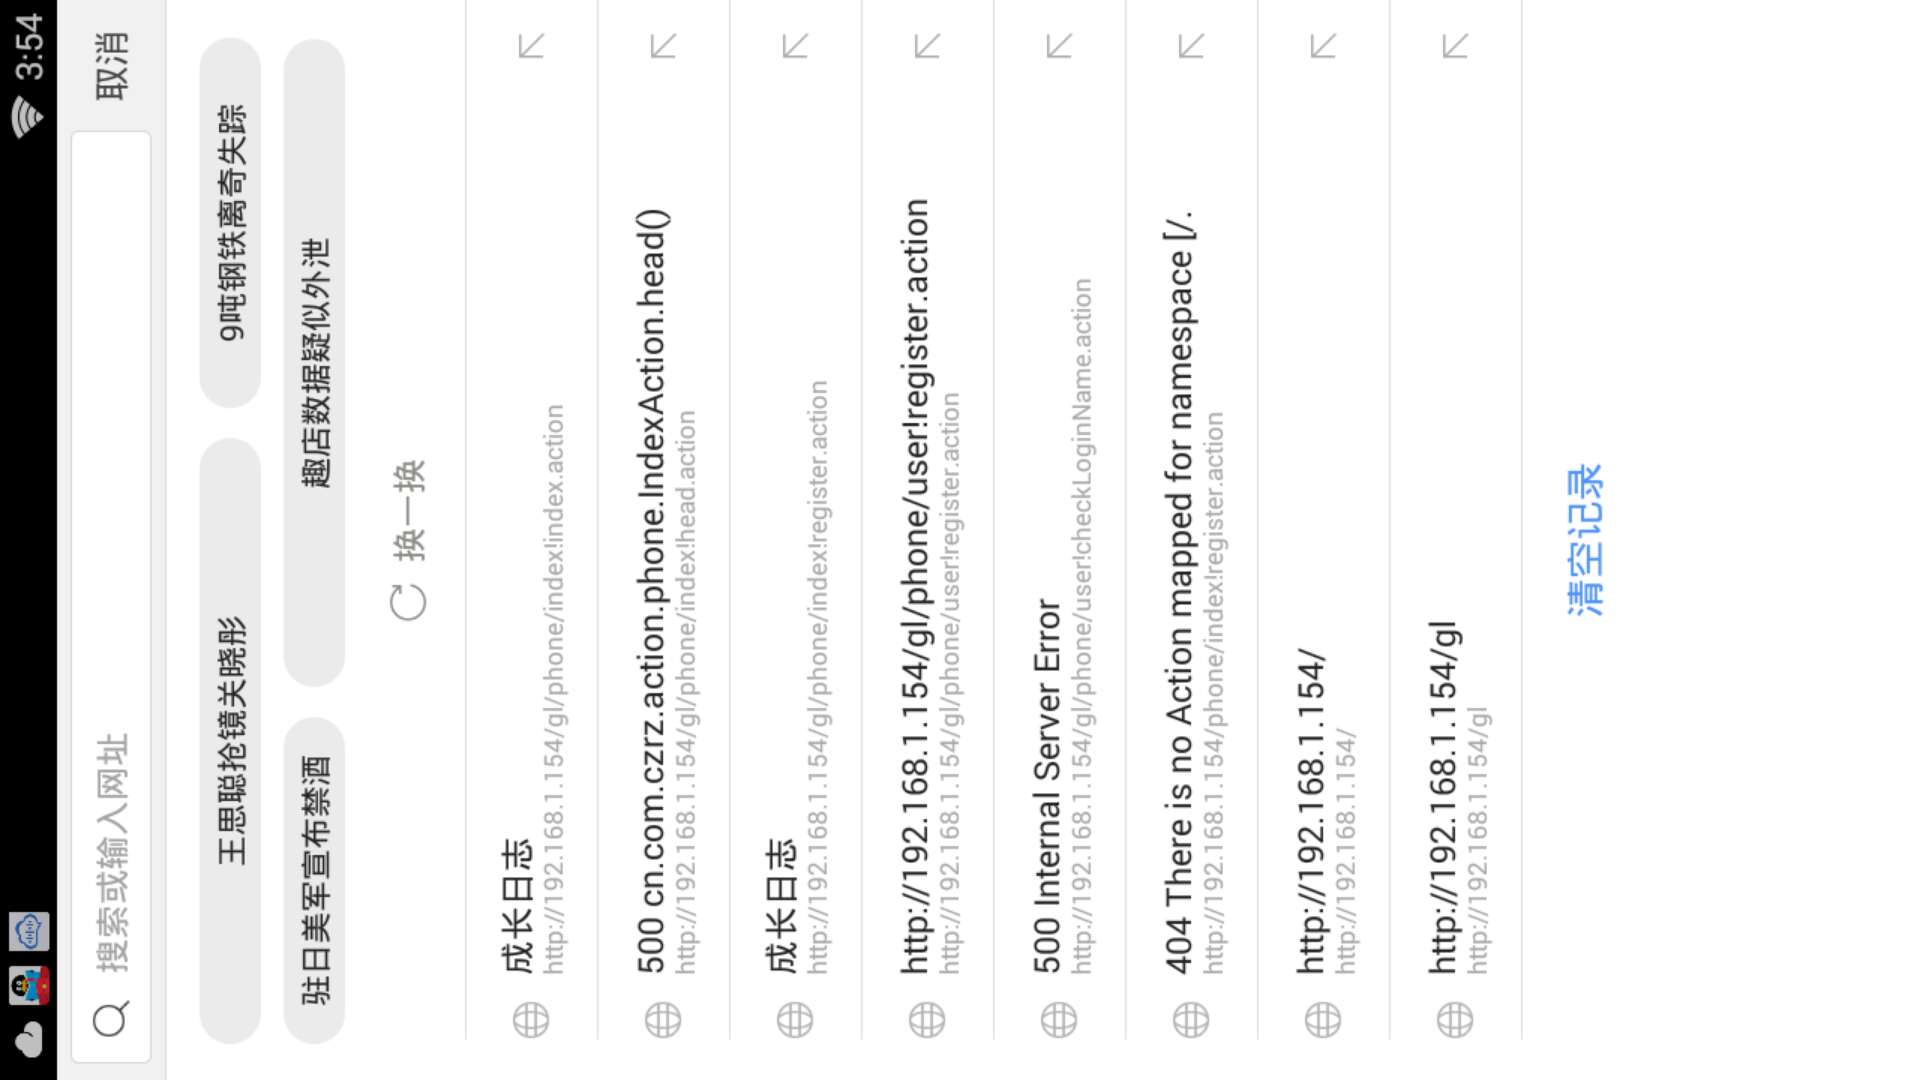 3:54
搜索或输入网址
取消
王思聪抢镜关晓彤
9吨钢铁离奇失踪
驻日美军宣布禁酒
趣店数据疑似外泄
换一换
成长日志
http://192.168.1.154/gl/phone/index!index.action
500 cn.com.czrz.action.phone.IndexAction.head()
http://192.168.1.154/gl/phone/index!head.action
成长日志
http://192.168.1.154/gl/phone/index!register.action
http://192.168.1.154/gl/phone/user!register.action
http://192.168.1.154/gl/phone/user!register.action
500 Internal Server Error
http://192.168.1.154/gl/phone/user!checkLoginName.action
404 There is no Action mapped for namespace [/.
http://192.168.1.154/phone/index!register.action
http://192.168.1.154/
http://192.168.1.154/
http://192.168.1.154/gl
http://192.168.1.154/gl
清空记录